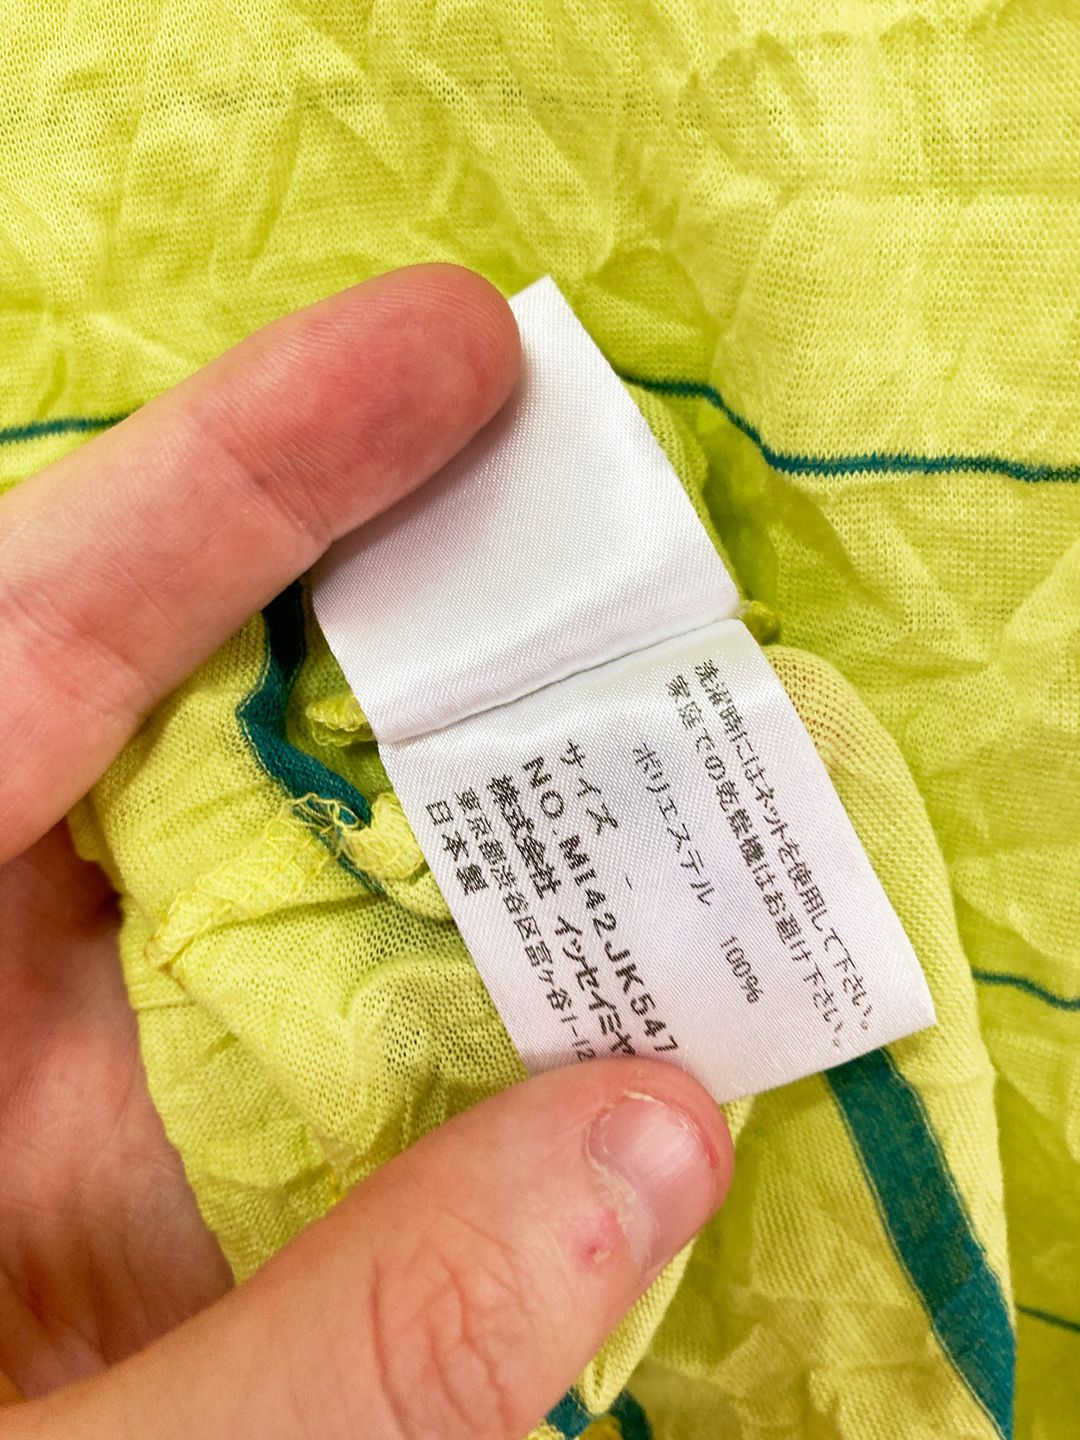 洗濯時にはネットを使用して下さい。
家庭での乾燥機はお避け下さい。
ポリエステル 100%
サイズ -
NO.MI42JK547
株式会社 イッセイミヤ
東京都渋谷区富ヶ谷1-12
日本製